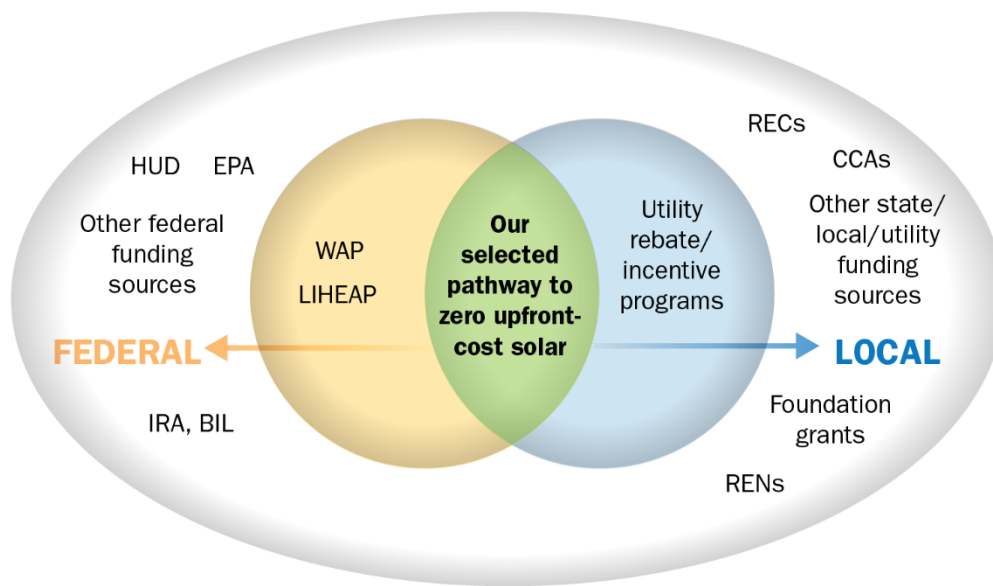 HUD
EPA
Other federal
funding
sources
FEDERAL
IRA, BIL
WAP
LIHEAP
Our
selected
pathway to
zero upfront-
cost solar
Utility
rebate/
incentive
programs
RECs
CCAs
Other state/
local/utility
funding
sources
LOCAL
Foundation
grants
RENs